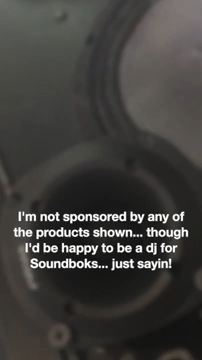 I'm not sponsored by any of
the products shown... though
I'd be happy to be a dj for
Soundboks... just sayin!